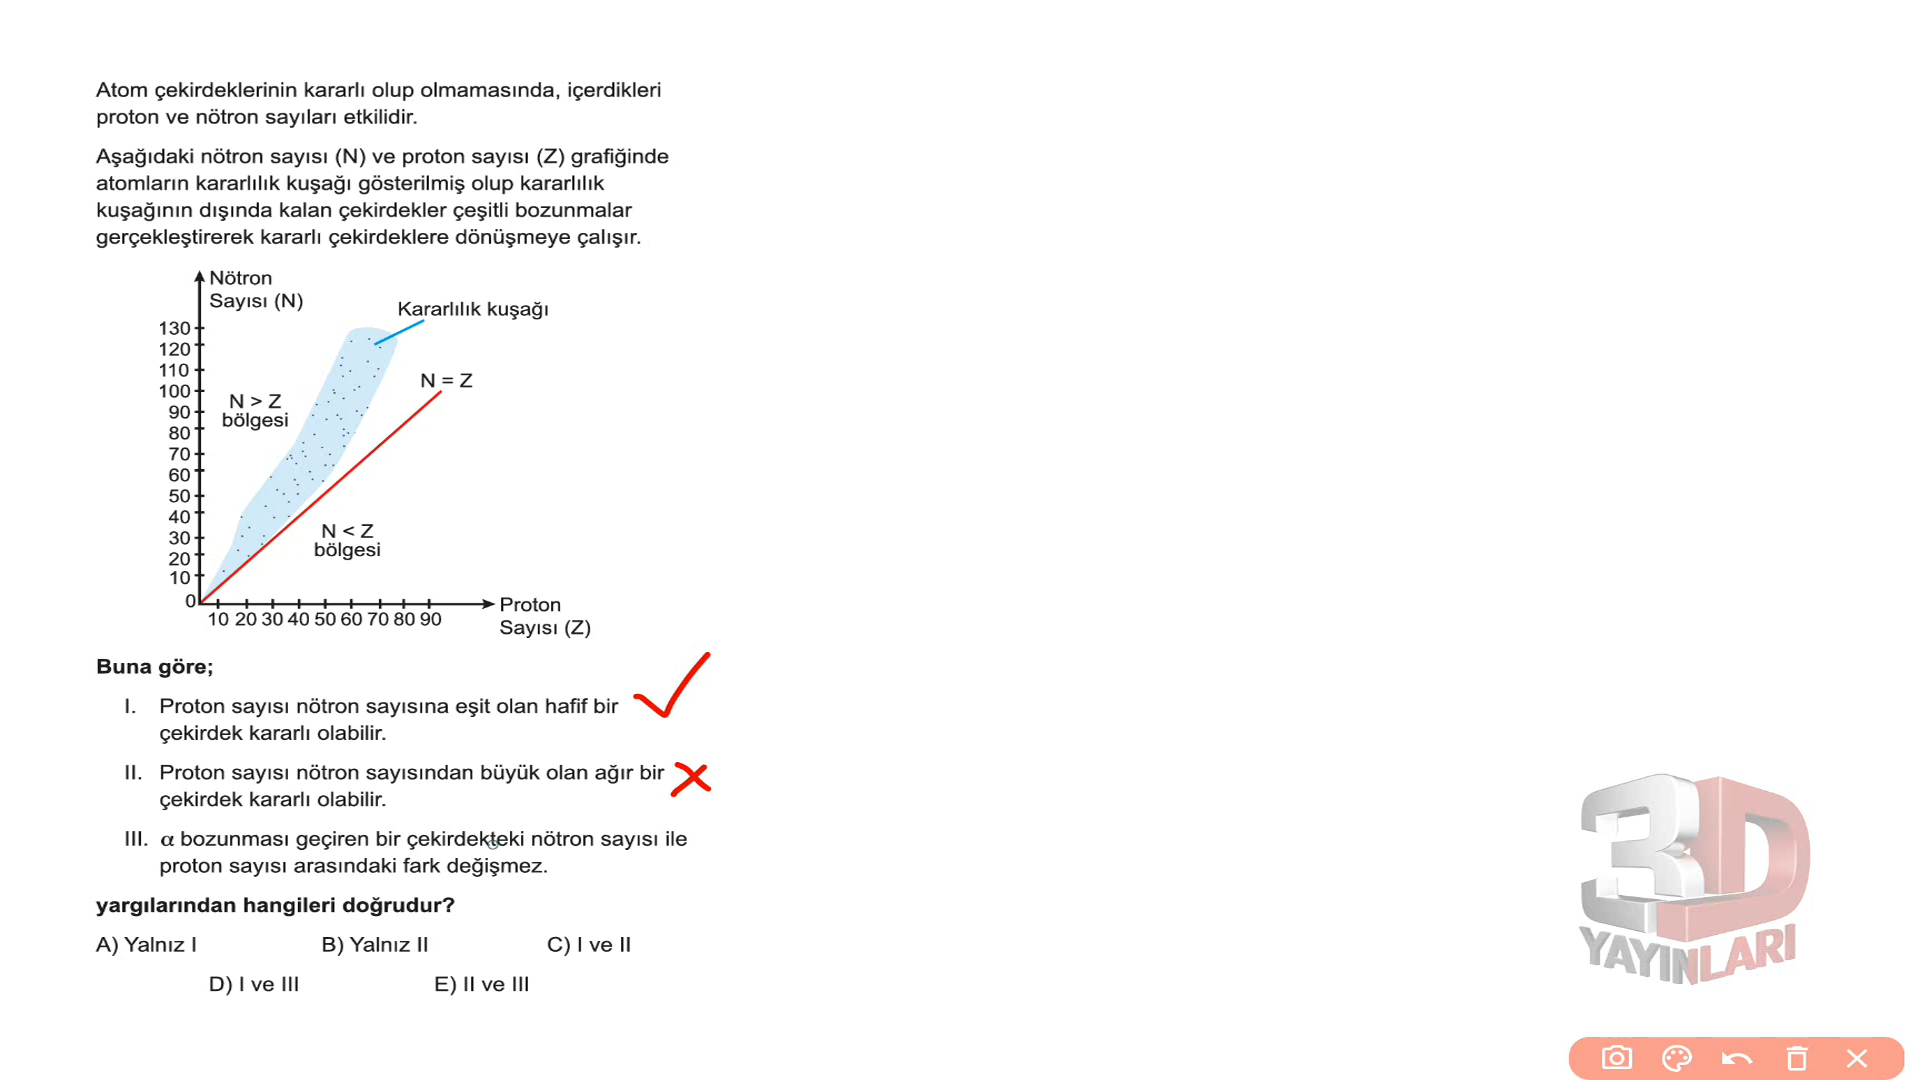 Atom çekirdeklerinin kararlı olup olmamasında, içerdikleri
proton ve nötron sayıları etkilidir.
Aşağıdaki nötron sayısı (N) ve proton sayısı (Z) grafiğinde
atomların kararlılık kuşağı gösterilmiş olup kararlılık
kuşağının dışında kalan çekirdekler çeşitli bozunmalar
gerçekleştirerek kararlı çekirdeklere dönüşmeye çalışır.
Nötron
Sayısı (N)
Kararlılık kuşağı
130
120
110
100
90
80
70
60
50
40
30
20
10
0
N = Z
N > Z
bölgesi
N < Z
bölgesi
10 20 30 40 50 60 70 80 90
Proton
Sayısı (Z)
Buna göre;
I. Proton sayısı nötron sayısına eşit olan hafif bir
çekirdek kararlı olabilir.
II. Proton sayısı nötron sayısından büyük olan ağır bir
çekirdek kararlı olabilir.
III. α bozunması geçiren bir çekirdekteki nötron sayısı ile
proton sayısı arasındaki fark değişmez.
yargılarından hangileri doğrudur?
A) Yalnız I B) Yalnız II C) I ve II
D) I ve III E) II ve III
3D
YAYINLARI